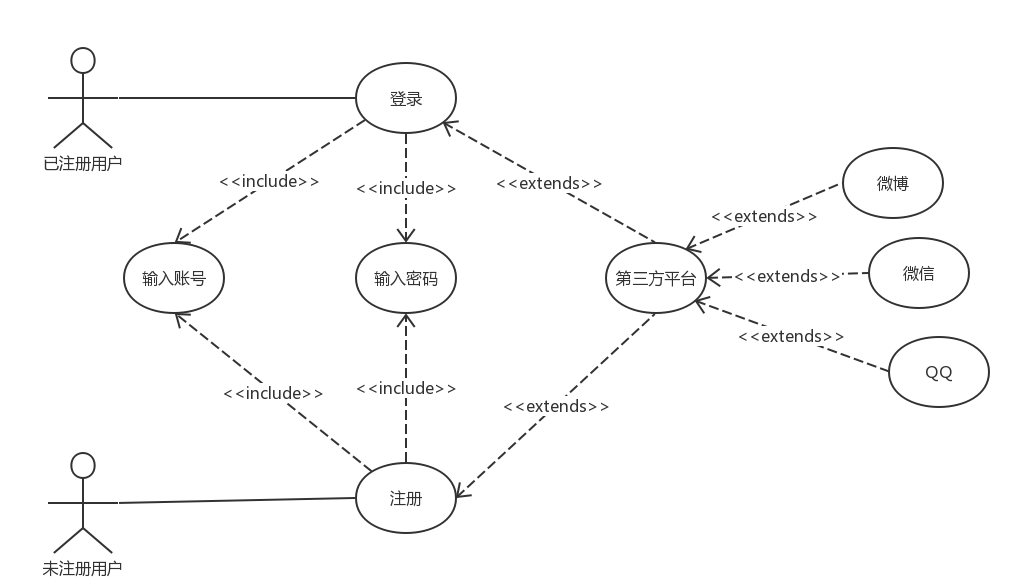 登录
已注册用户
<<include>>
<<include>>
<<extends>>
微博
<<extends>>
输入账号
输入密码
第三方平台
<<extends>>
微信
<<extends>>
QQ
<<include>>
<<include>>
<<extends>>
注册
未注册用户